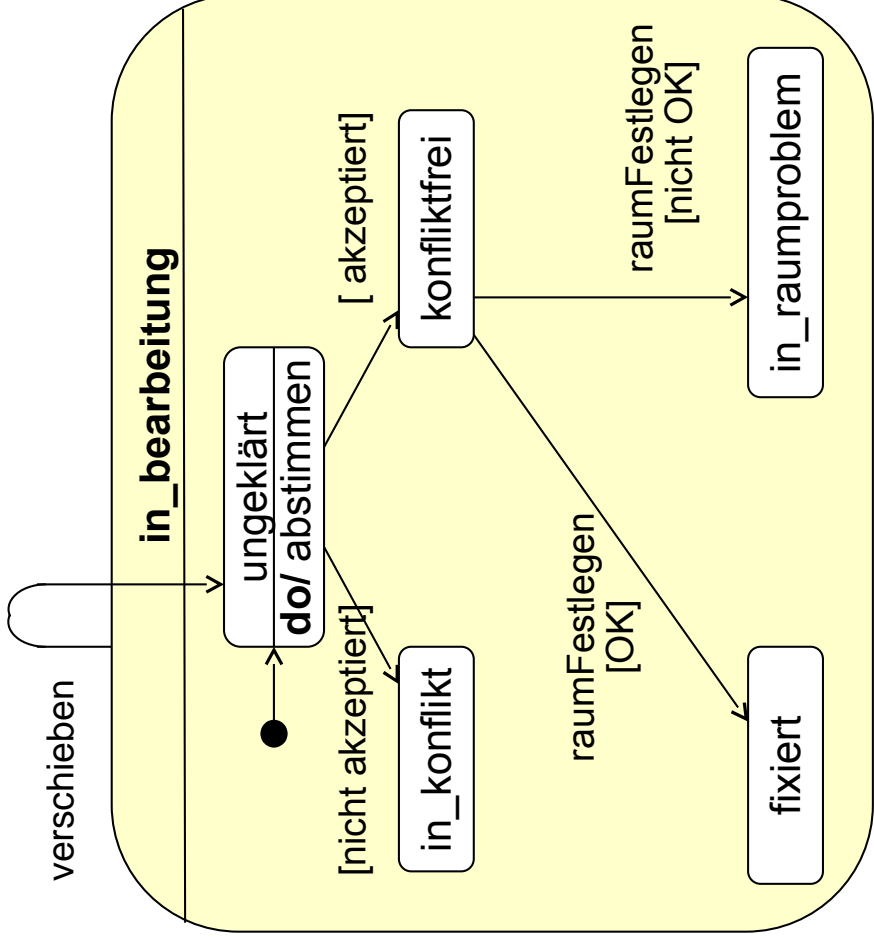 verschieben
in_bearbeitung
ungeklärt
do/ abstimmen
[nicht akzeptiert]
[ akzeptiert]
in_konflikt
konfliktfrei
raumFestlegen
[OK]
raumFestlegen
[nicht OK]
fixiert
in_raumproblem